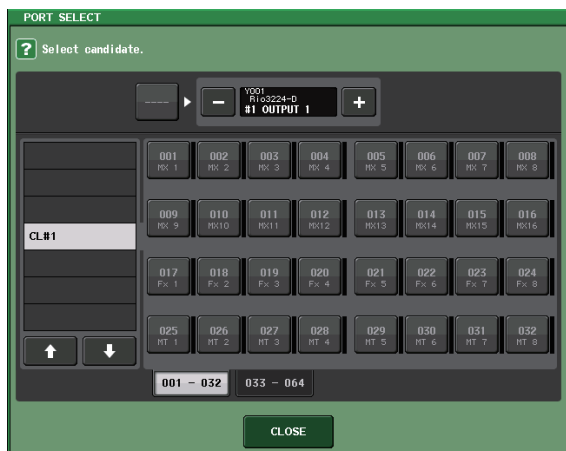 PORT SELECT
? Select candidate.
----
Y001
Rio3224-D
#1 OUTPUT 1
− +
001 002 003 004 005 006 007 008
MX 1 MX 2 MX 3 MX 4 MX 5 MX 6 MX 7 MX 8
009 010 011 012 013 014 015 016
MX 9 MX10 MX11 MX12 MX13 MX14 MX15 MX16
CL#1
017 018 019 020 021 022 023 024
Fx 1 Fx 2 Fx 3 Fx 4 Fx 5 Fx 6 Fx 7 Fx 8
025 026 027 028 029 030 031 032
MT 1 MT 2 MT 3 MT 4 MT 5 MT 6 MT 7 MT 8
001 - 032 033 - 064
CLOSE